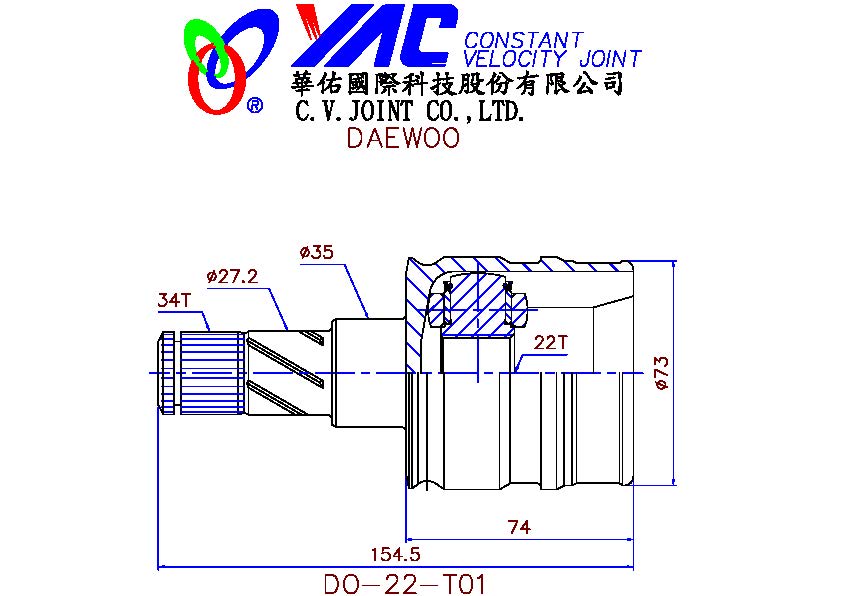 YAC CONSTANT
VELOCITY JOINT
®
華佑國際科技股份有限公司
C.V.JOINT CO.,LTD.
DAEWOO
ø35
ø27.2
34T
22T
ø73
74
154.5
DO-22-T01